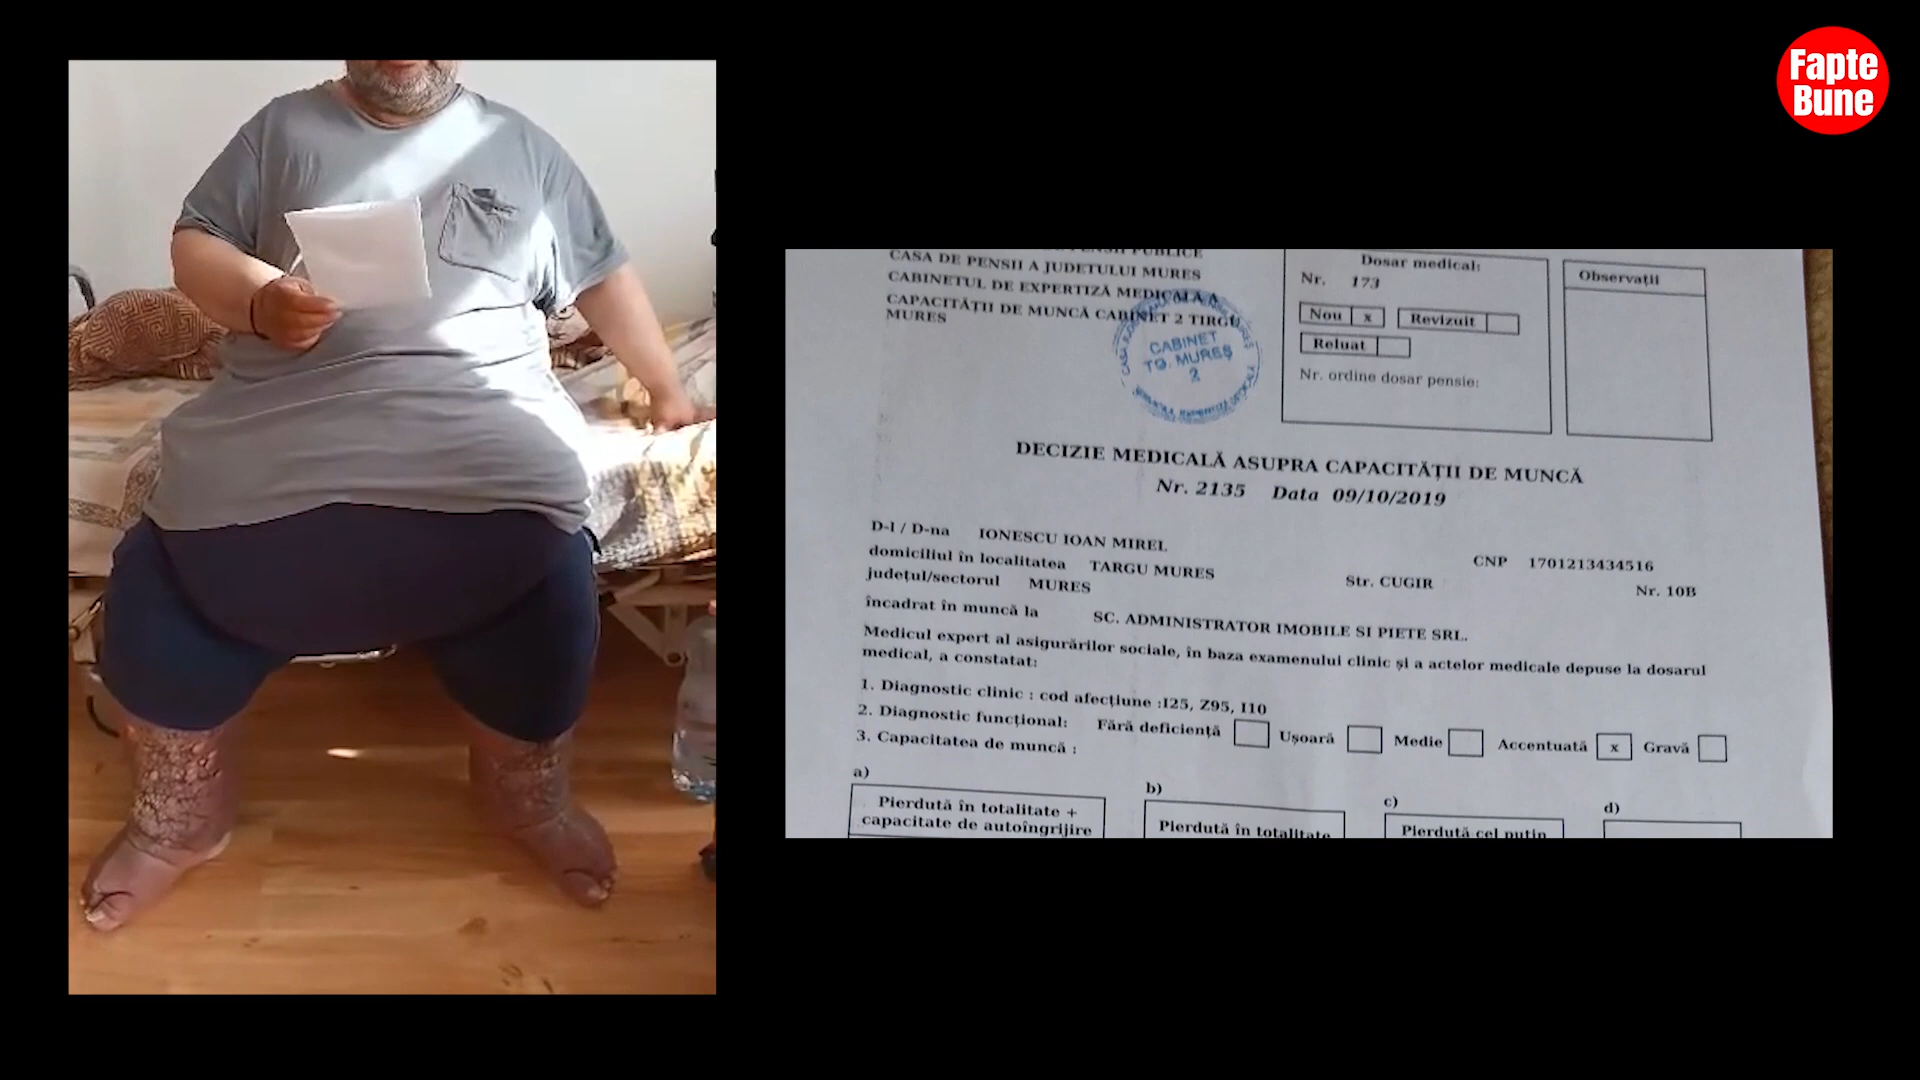 Fapte
Bune
CASA DE PENSII A JUDETULUI MURES
CABINETUL DE EXPERTIZĂ MEDICALĂ A
CAPACITĂȚII DE MUNCĂ CABINET 2 TIRGU
MURES
CABINET
TG. MUREȘ
2
Dosar medical:
Nr. 173
Nou x Revizuit
Reluat
Nr. ordine dosar pensie:
Observații
DECIZIE MEDICALĂ ASUPRA CAPACITĂȚII DE MUNCĂ
Nr. 2135 Data 09/10/2019
D-l / D-na IONESCU IOAN MIREL CNP 1701213434516
domiciliul în localitatea TARGU MURES Str. CUGIR Nr. 10B
județul/sectorul MURES
încadrat în muncă la SC. ADMINISTRATOR IMOBILE SI PIETE SRL.
Medicul expert al asigurărilor sociale, în baza examenului clinic și a actelor medicale depuse la dosarul
medical, a constatat:
1. Diagnostic clinic : cod afecțiune :I25, Z95, I10
2. Diagnostic funcțional: Fără deficiență Ușoară Medie Accentuată x Gravă
3. Capacitatea de muncă :
a) b) c) d)
Pierdută în totalitate +
capacitate de autoîngrijire
Pierdută în totalitate
Pierdută cel puțin